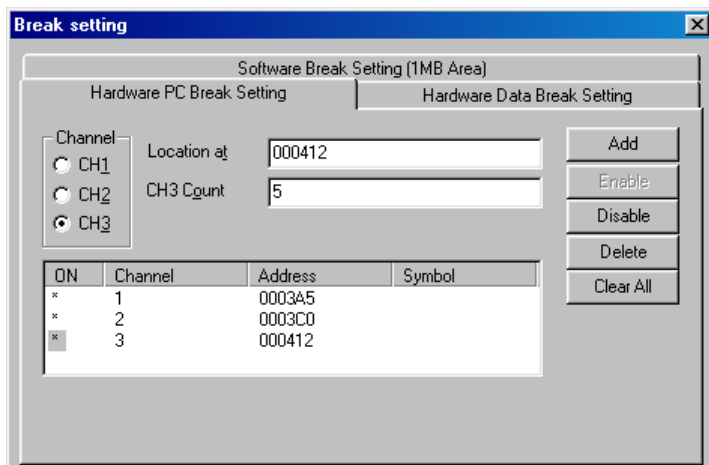 Break setting
Software Break Setting (1MB Area)
Hardware PC Break Setting
Hardware Data Break Setting
Channel
CH1
CH2
CH3
Location at
000412
CH3 Count
5
Add
Enable
Disable
Delete
Clear All
ON Channel Address Symbol
* 1 0003A5
* 2 0003C0
* 3 000412